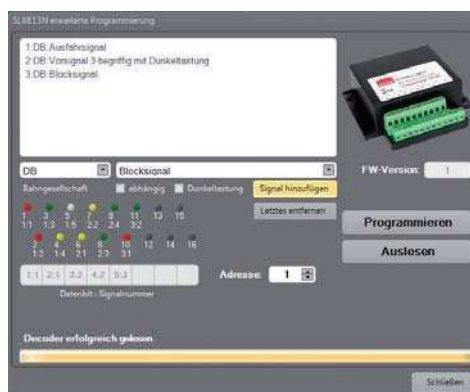 SLX813N erweiterte Programmierung
1:DB Ausfahrsignal
2:DB Vorsignal 3-begriffig mit Dunkeltastung
3:DB Blocksignal
DB Blocksignal FW-Version: 1
Bahngesellschaft abhängig Dunkeltastung Signal hinzufügen
Letztes entfernen
1 3 5 7 9 11 13 15
1:1 1:3 1:5 2:2 2:4 3:2
Programmieren
2 4 6 8 10 12 14 16
1:2 1:4 2:1 2:3 3:1
Auslesen
1:1 2:1 3:2 4:2 5:3
Adresse: 1
Datenbit : Signalnummer
Decoder erfolgreich gelesen.
Schließen